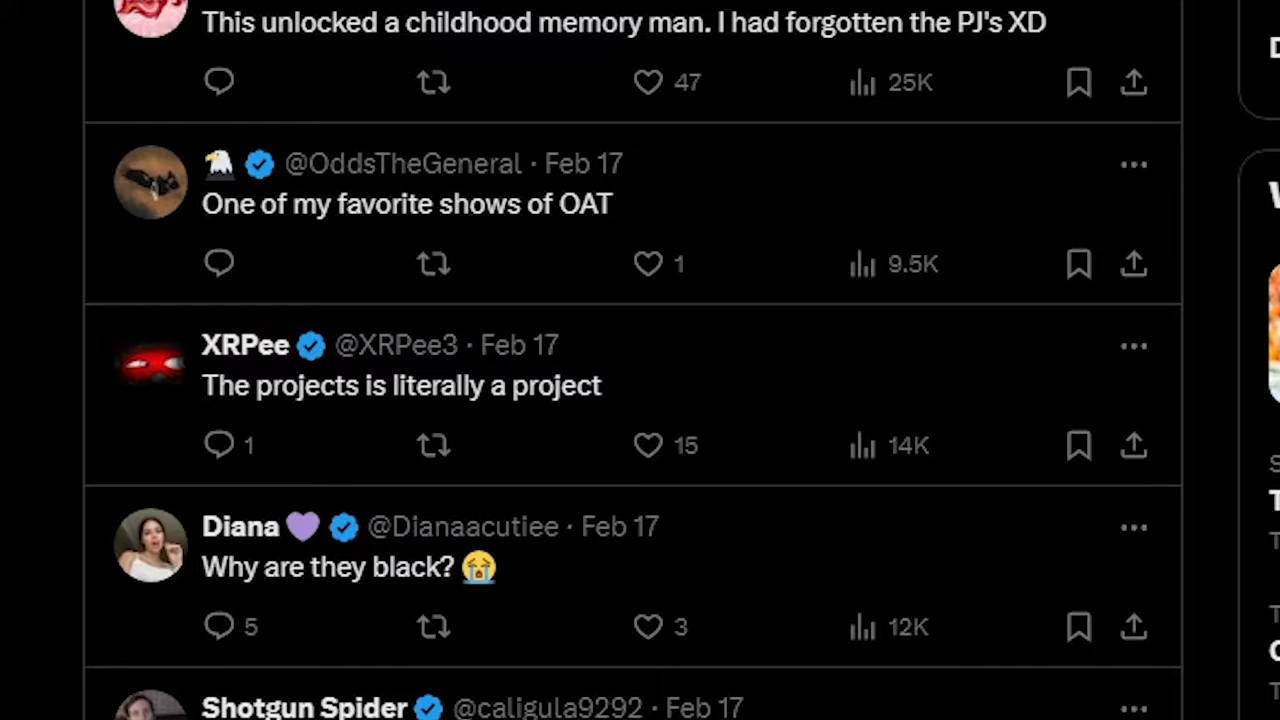 This unlocked a childhood memory man. I had forgotten the PJ's XD
47 25K
@OddsTheGeneral · Feb 17
One of my favorite shows of OAT
1 9.5K
XRPee @XRPee3 · Feb 17
The projects is literally a project
1 15 14K
Diana @Dianaacutiee · Feb 17
Why are they black?
5 3 12K
Shotgun Spider @caligula9292 · Feb 17